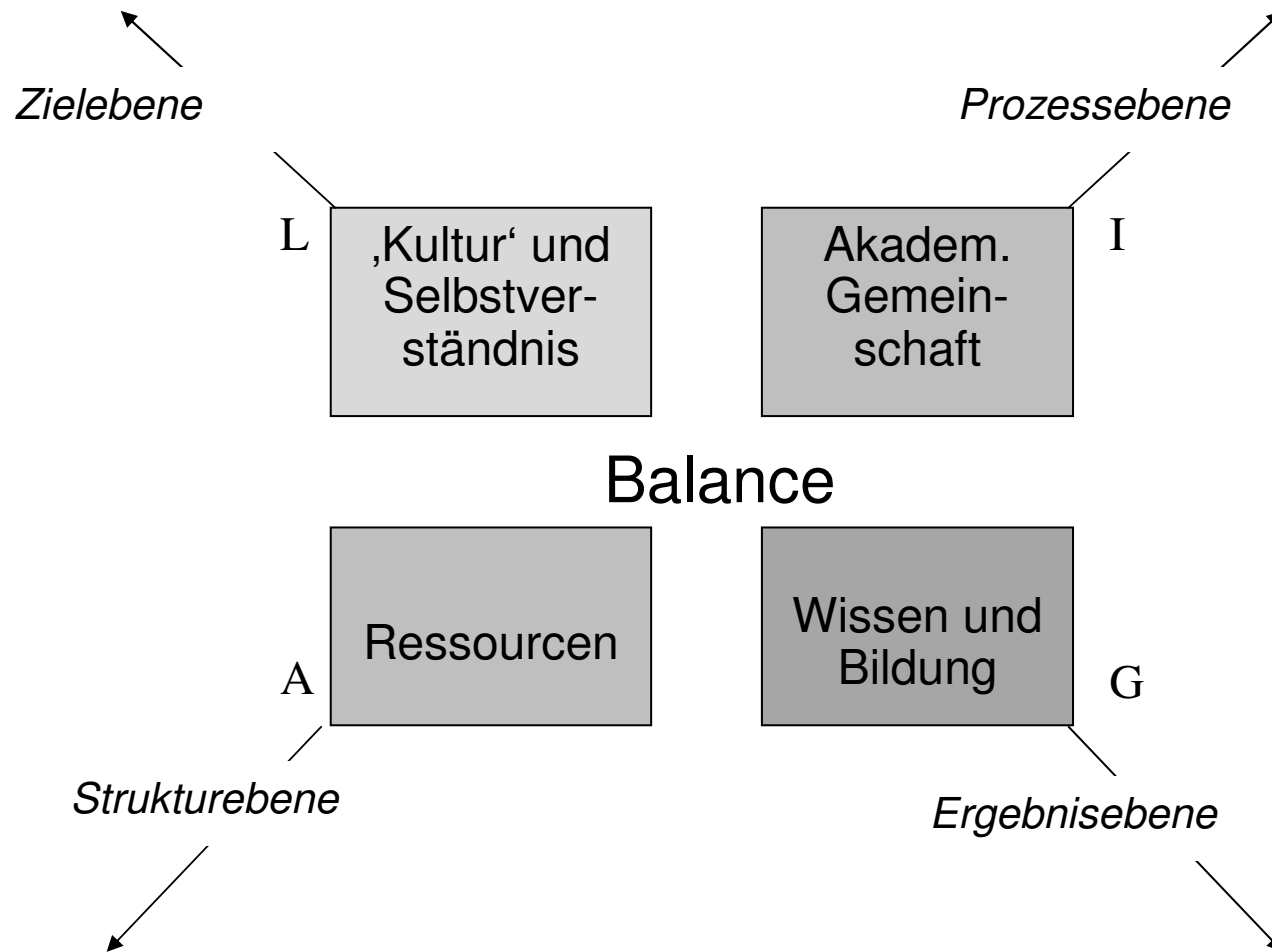 Zielebene
Prozessebene
L
‚Kultur‘ und
Selbstver-
ständnis
Akadem.
Gemein-
schaft
I
Balance
A
Ressourcen
Wissen und
Bildung
G
Strukturebene
Ergebnisebene